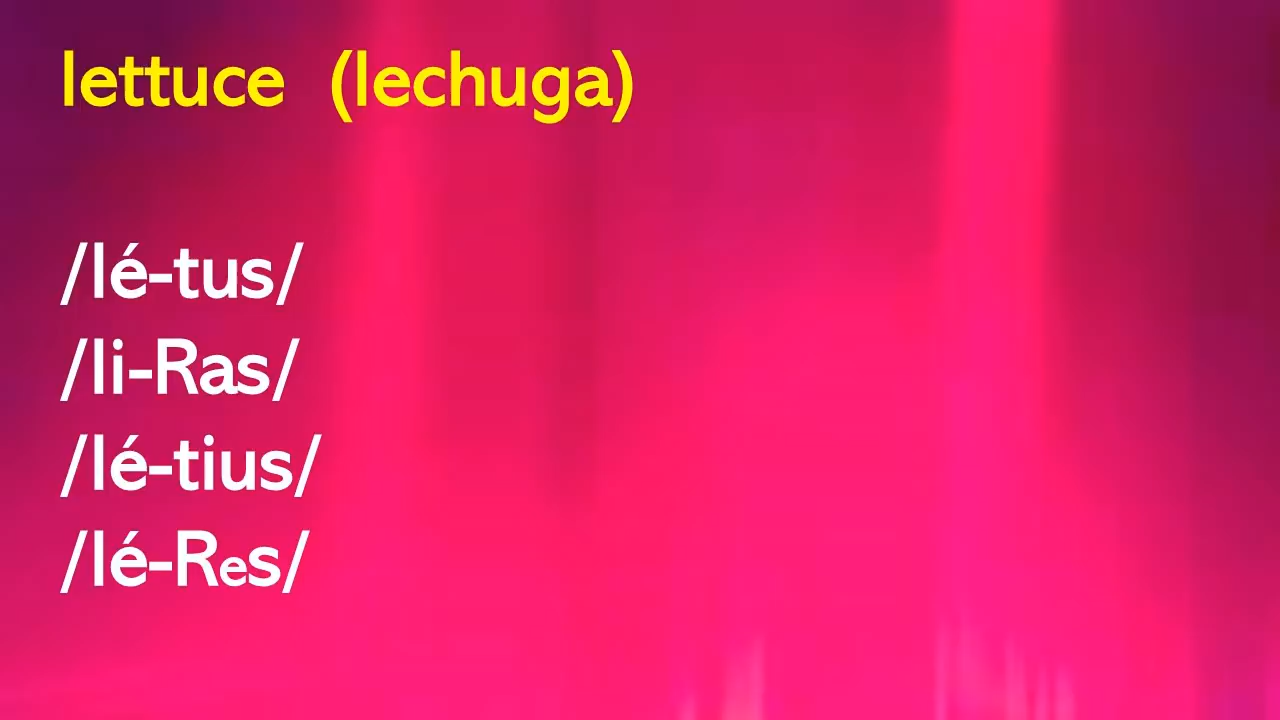 lettuce (lechuga)
/lé-tus/
/li-Ras/
/lé-tius/
/lé-Res/